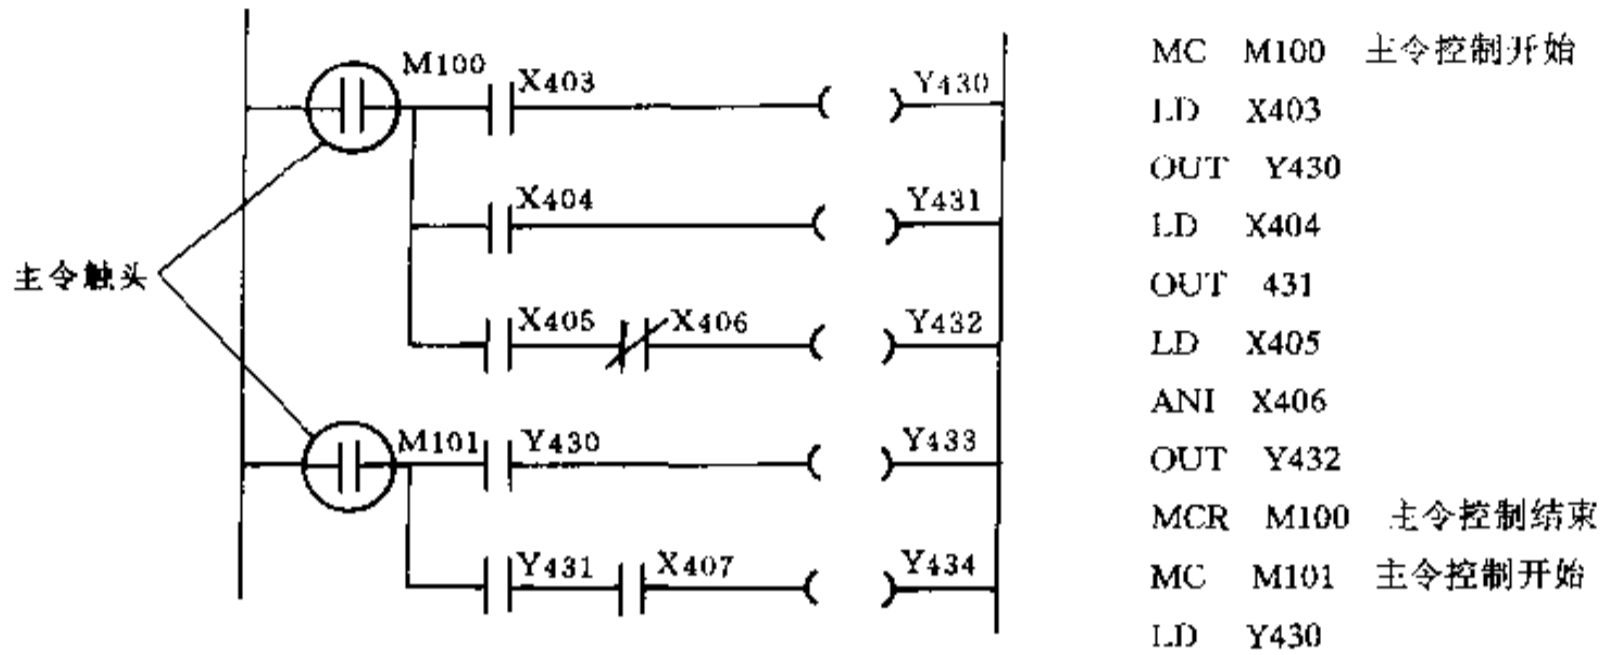 M100 X403 Y430
X404 Y431
主令触头
X405 X406 Y432
M101 Y430 Y433
Y431 X407 Y434
MC M100 主令控制开始
LD X403
OUT Y430
LD X404
OUT 431
LD X405
ANI X406
OUT Y432
MCR M100 主令控制结束
MC M101 主令控制开始
LD Y430